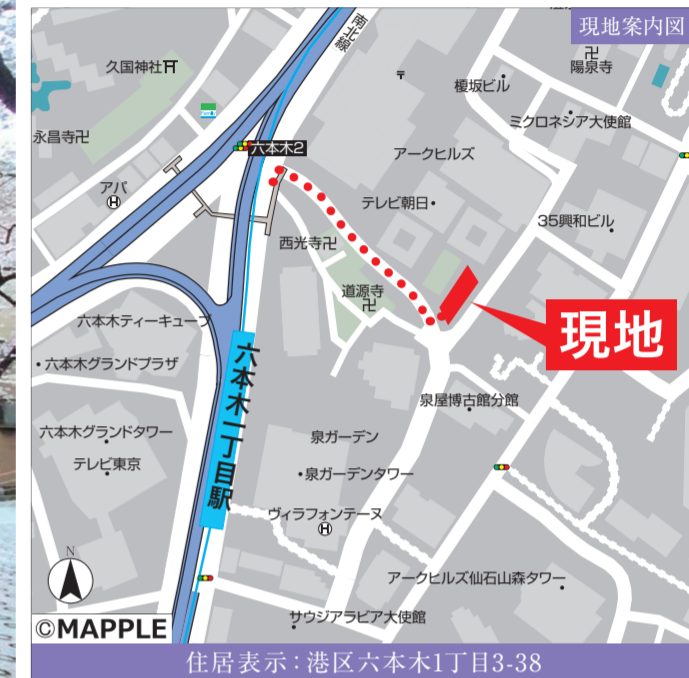 現地案内図
南北線
久国神社
陽泉寺
榎坂ビル
ミクロネシア大使館
永昌寺
六本木2
アークヒルズ
アパ
H
テレビ朝日
35興和ビル
西光寺
道源寺
現地
六本木ティーキューブ
六本木グランドプラザ
六本木一丁目駅
泉屋博古館分館
六本木グランドタワー
テレビ東京
泉ガーデン
泉ガーデンタワー
ヴィラフォンテーヌ
H
N
アークヒルズ仙石山森タワー
サウジアラビア大使館
©MAPPLE
住居表示:港区六本木1丁目3-38